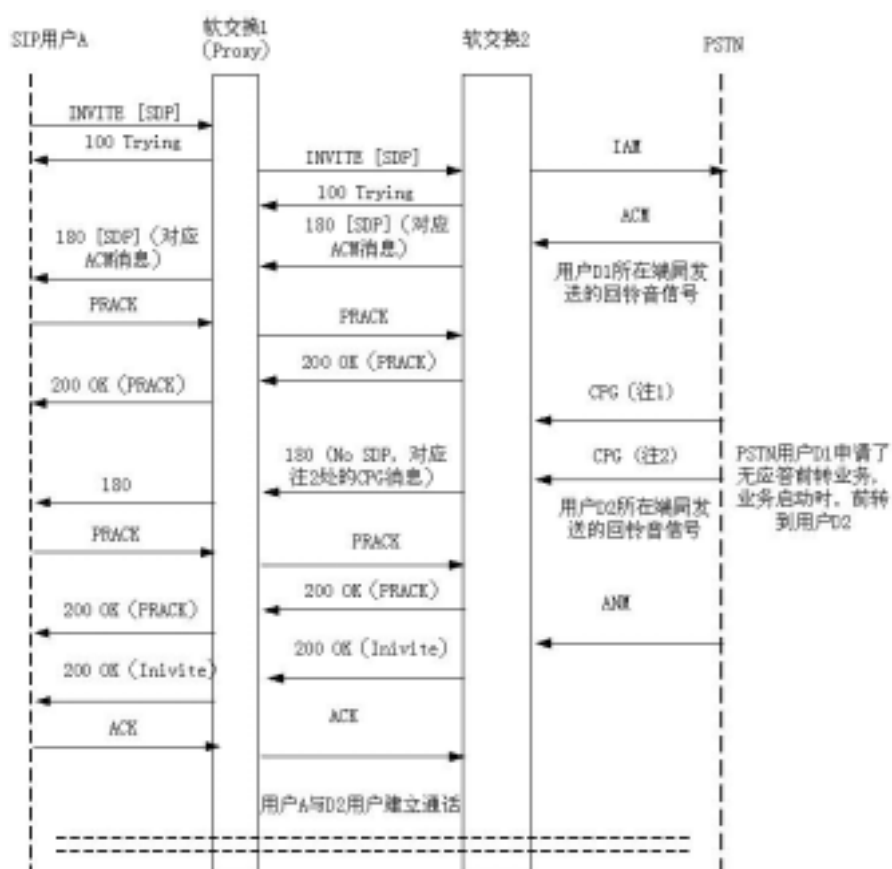 SIP用户A
软交换1
(Proxy)
软交换2
PSTN
INVITE [SDP]
100 Trying
INVITE [SDP]
IAM
100 Trying
ACM
180 [SDP]（对应
ACM消息）
180 [SDP]（对应
ACM消息）
用户D1所在端局发
送的回铃音信号
PRACK
PRACK
200 OK（PRACK）
200 OK（PRACK）
CPG（注1）
180（No SDP，对应
注2处的CPG消息）
CPG（注2）
PSTN用户D1申请了
无应答前转业务，
业务启动时，前转
到用户D2
180
用户D2所在端局发
送的回铃音信号
PRACK
PRACK
200 OK（PRACK）
200 OK（PRACK）
ANM
200 OK（Inivite）
200 OK（Inivite）
ACK
ACK
用户A与D2用户建立通话